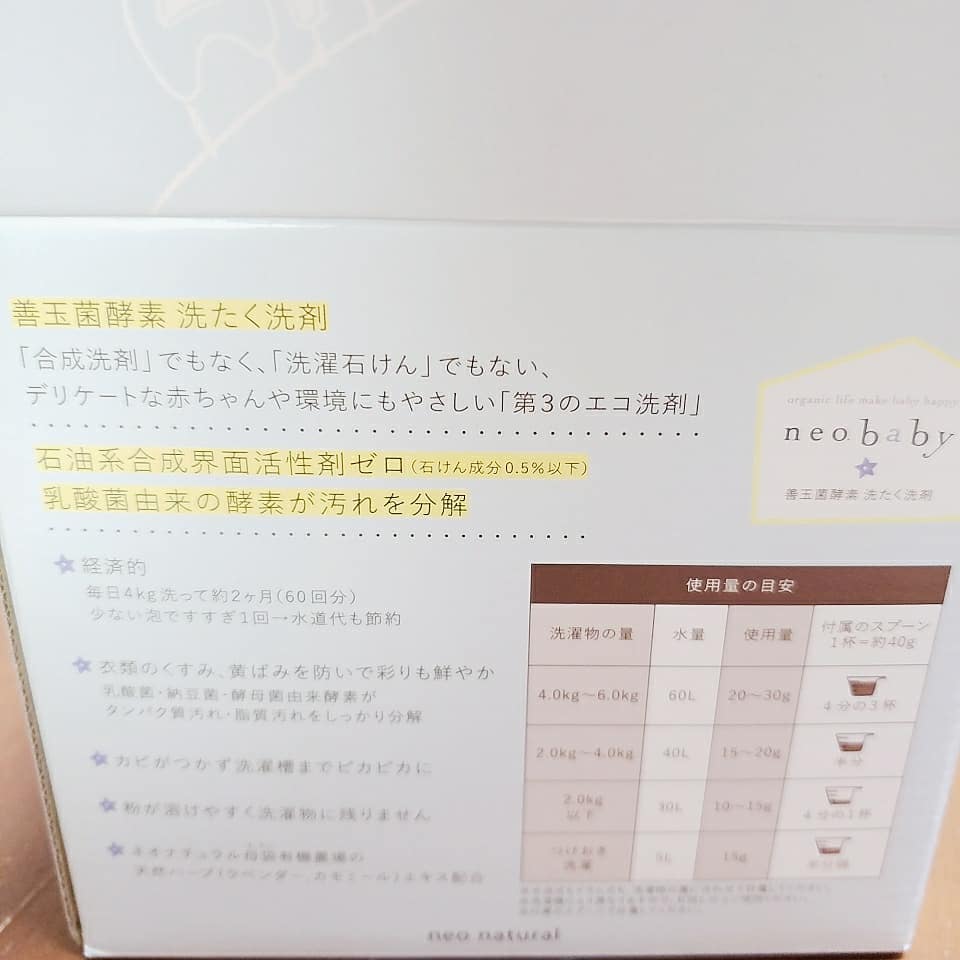 善玉菌酵素 洗たく洗剤
「合成洗剤」でもなく、「洗濯石けん」でもない、
デリケートな赤ちゃんや環境にもやさしい「第3のエコ洗剤」
石油系合成界面活性剤ゼロ(石けん成分0.5%以下)
乳酸菌由来の酵素が汚れを分解
organic life make baby happy
neo baby
善玉菌酵素 洗たく洗剤
経済的
毎日4kg洗って約2ヶ月(60回分)
少ない泡ですすぎ1回→水道代も節約
衣類のくすみ、黄ばみを防いで彩りも鮮やか
乳酸菌・納豆菌・酵母菌由来酵素が
タンパク質汚れ・脂質汚れをしっかり分解
カビがつかず洗濯槽までピカピカに
粉が溶けやすく洗濯物に残りません
ネオナチュラル母袋有機農場の
天然ハーブ(ラベンダー、カモミール)エキス配合
使用量の目安
洗濯物の量 水量 使用量 付属のスプーン
1杯=約40g
4.0kg〜6.0kg 60L 20〜30g 4分の3杯
2.0kg〜4.0kg 40L 15〜20g 半分
2.0kg
以下 30L 10〜15g 4分の1杯
つけおき
洗濯 5L 15g
neo natural